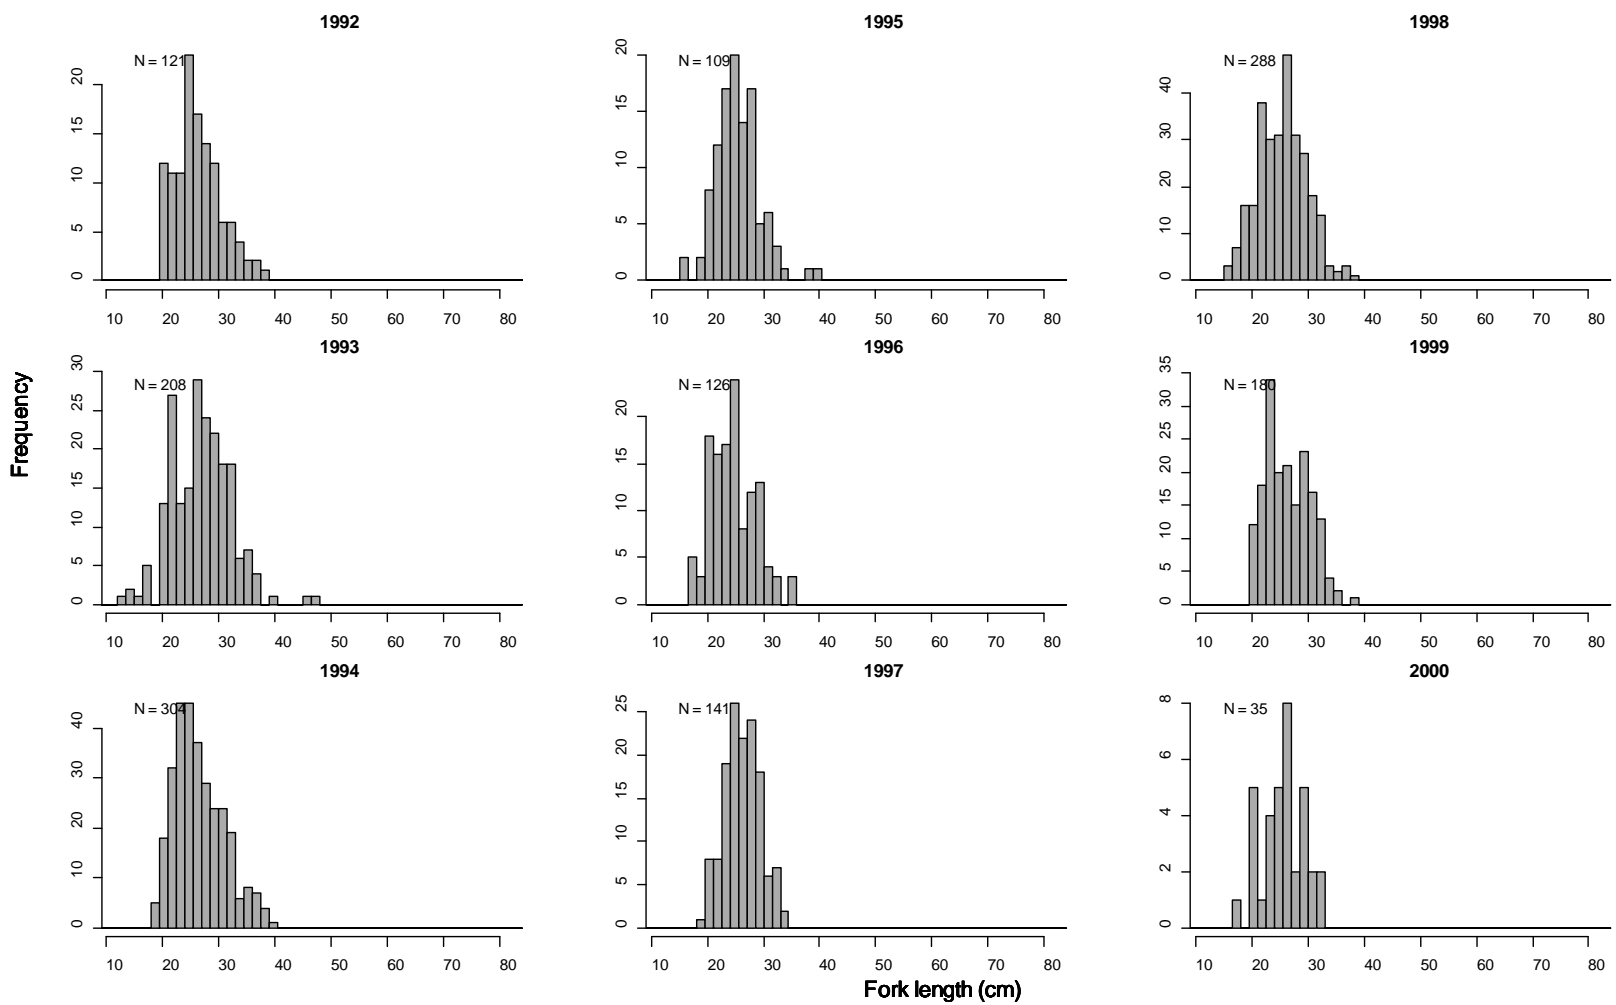 1992 1995 1998
N = 121 N = 109 N = 288
20 15 10 5 0
20 15 10 5 0
40 30 20 10 0
10 20 30 40 50 60 70 80
10 20 30 40 50 60 70 80
10 20 30 40 50 60 70 80
1993 1996 1999
N = 208 N = 126 N = 180
30 25 20 15 10 5 0
20 15 10 5 0
35 30 25 20 15 10 5 0
10 20 30 40 50 60 70 80
10 20 30 40 50 60 70 80
10 20 30 40 50 60 70 80
Frequency
1994 1997 2000
N = 304 N = 141 N = 35
40 30 20 10 0
25 20 15 10 5 0
8 6 4 2 0
10 20 30 40 50 60 70 80
10 20 30 40 50 60 70 80
10 20 30 40 50 60 70 80
Fork length (cm)